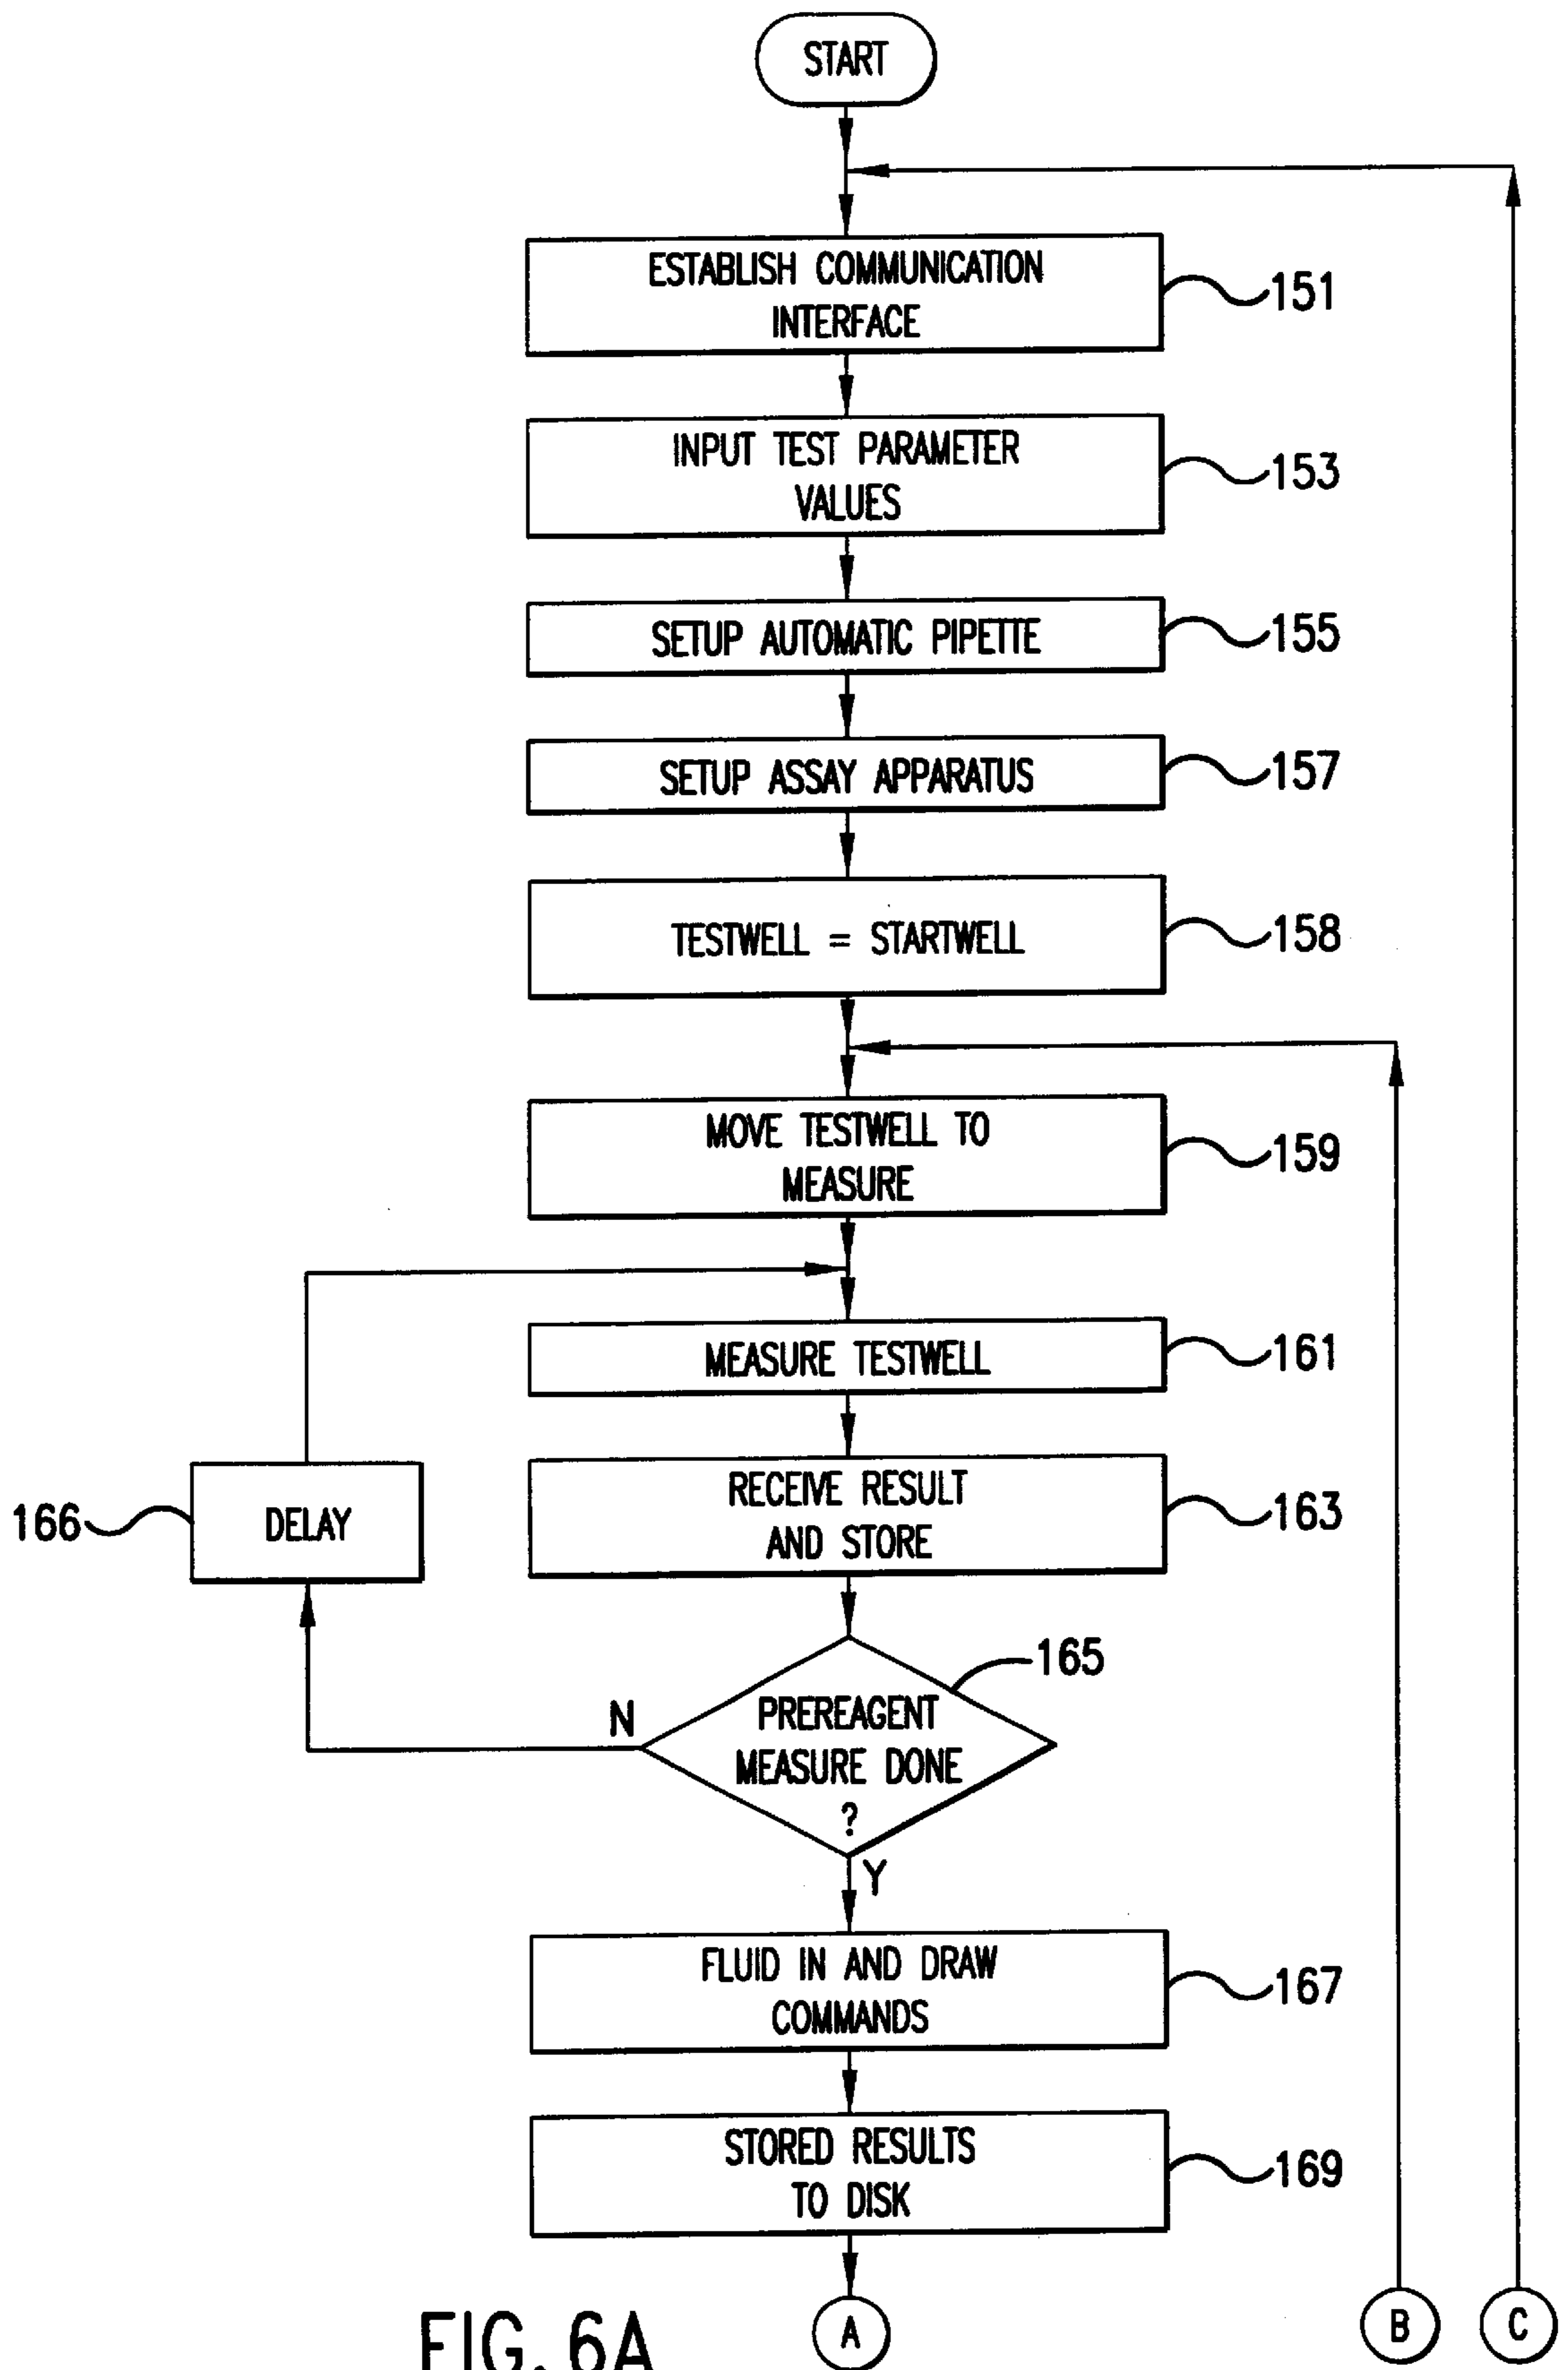 START
ESTABLISH COMMUNICATION
INTERFACE
151
INPUT TEST PARAMETER
VALUES
153
SETUP AUTOMATIC PIPETTE
155
SETUP ASSAY APPARATUS
157
TESTWELL = STARTWELL
158
MOVE TESTWELL TO
MEASURE
159
MEASURE TESTWELL
161
RECEIVE RESULT
AND STORE
163
166
DELAY
165
N
PREREAGENT
MEASURE DONE
?
Y
FLUID IN AND DRAW
COMMANDS
167
STORED RESULTS
TO DISK
169
FIG. 6A
A
B
C